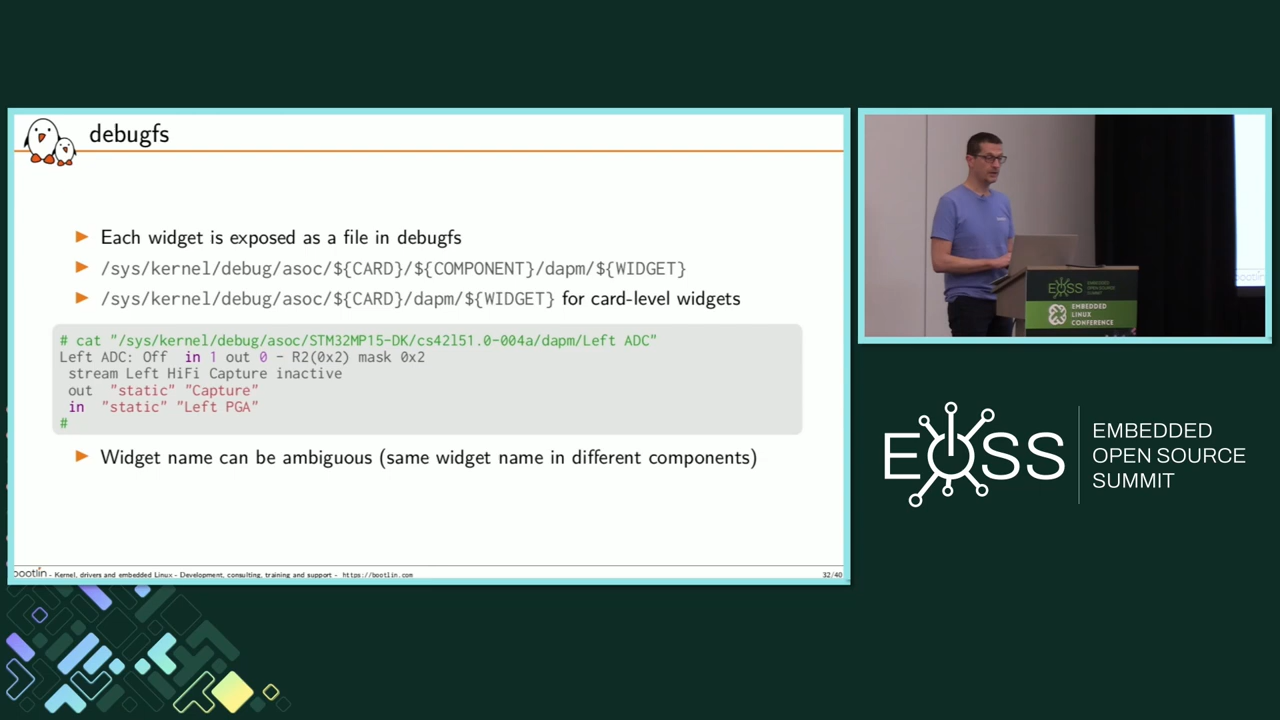 debugfs
Each widget is exposed as a file in debugfs
/sys/kernel/debug/asoc/${CARD}/${COMPONENT}/dapm/${WIDGET}
/sys/kernel/debug/asoc/${CARD}/dapm/${WIDGET} for card-level widgets
# cat "/sys/kernel/debug/asoc/STM32MP15-DK/cs42l51.0-004a/dapm/Left ADC"
Left ADC: Off  in 1 out 0 - R2(0x2) mask 0x2
stream Left HiFi Capture inactive
out  "static" "Capture"
in  "static" "Left PGA"
#
Widget name can be ambiguous (same widget name in different components)
bootlin - Kernel, drivers and embedded Linux - Development, consulting, training and support - https://bootlin.com
32/40
EOSS
EMBEDDED
LINUX
CONFERENCE
bootlin
EOSS
EMBEDDED
OPEN SOURCE
SUMMIT